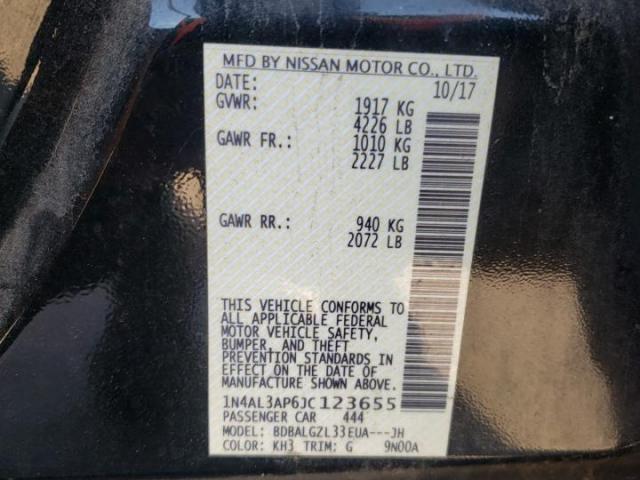 MFD BY NISSAN MOTOR CO., LTD.
DATE: 10/17
GVWR: 1917 KG
4226 LB
GAWR FR.: 1010 KG
2227 LB
GAWR RR.: 940 KG
2072 LB
THIS VEHICLE CONFORMS TO
ALL APPLICABLE FEDERAL
MOTOR VEHICLE SAFETY,
BUMPER, AND THEFT
PREVENTION STANDARDS IN
EFFECT ON THE DATE OF
MANUFACTURE SHOWN ABOVE.
1N4AL3AP6JC123655
PASSENGER CAR 444
MODEL: BDBALGZL33EUA---JH
COLOR: KH3 TRIM: G 9N00A